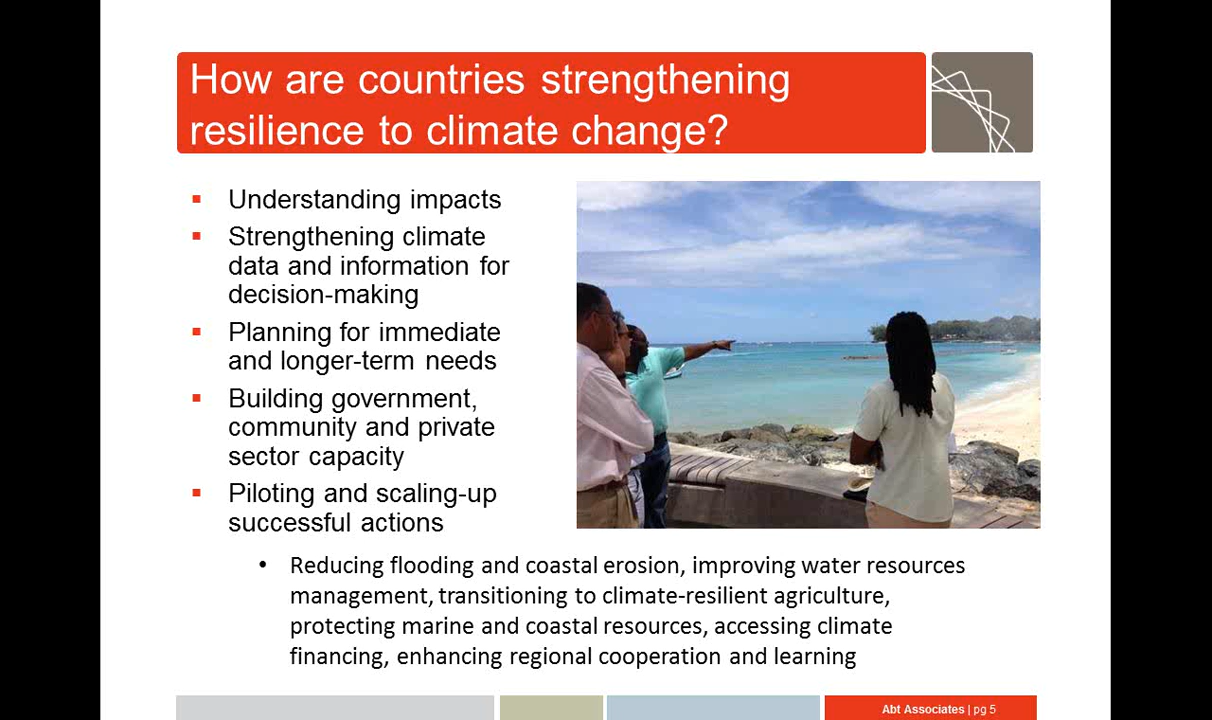 How are countries strengthening
resilience to climate change?
Understanding impacts
Strengthening climate
data and information for
decision-making
Planning for immediate
and longer-term needs
Building government,
community and private
sector capacity
Piloting and scaling-up
successful actions
Reducing flooding and coastal erosion, improving water resources
management, transitioning to climate-resilient agriculture,
protecting marine and coastal resources, accessing climate
financing, enhancing regional cooperation and learning
Abt Associates | pg 5